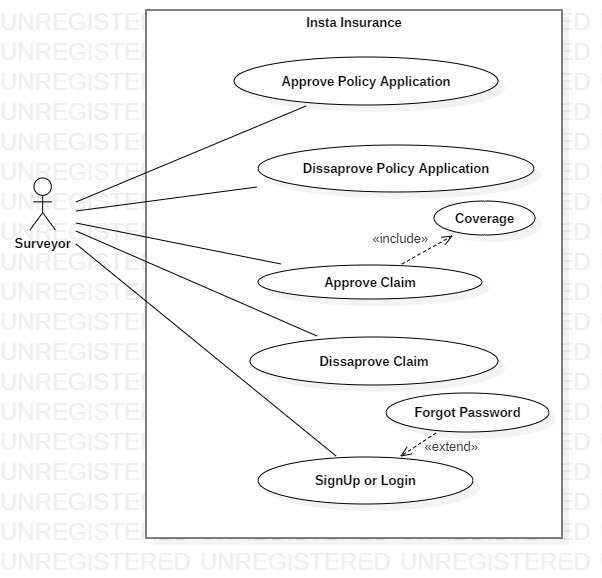 Insta Insurance
Approve Policy Application
Dissaprove Policy Application
Coverage
«include»
Surveyor
Approve Claim
Dissaprove Claim
Forgot Password
«extend»
SignUp or Login
UNREGISTERED UNREGISTERED UNREGISTERED